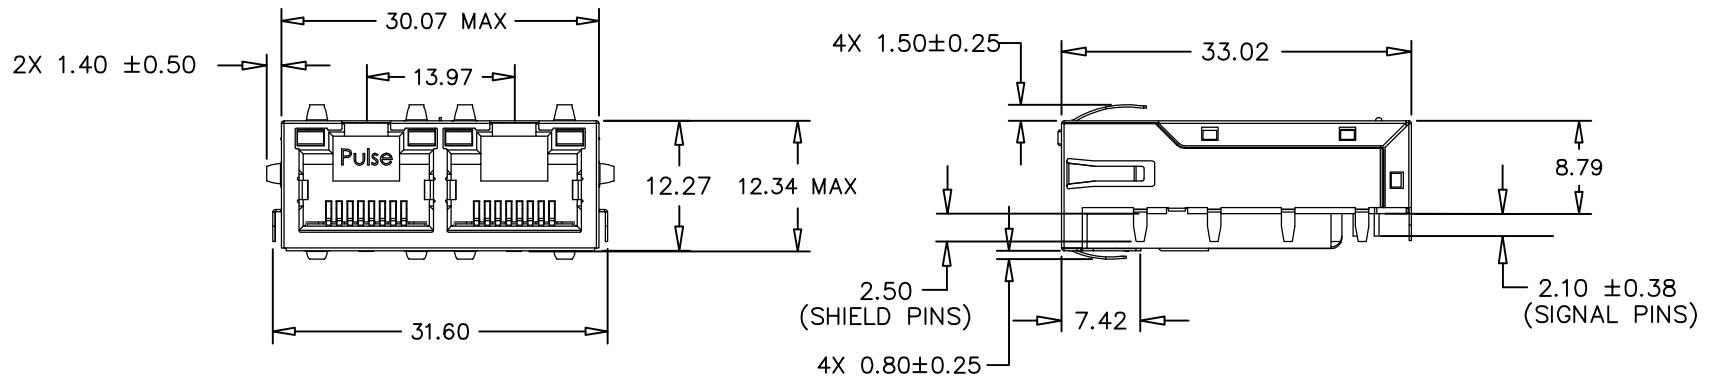 30.07 MAX
2X 1.40 ±0.50
13.97
Pulse
12.27
12.34 MAX
31.60
4X 1.50±0.25
33.02
8.79
2.50
(SHIELD PINS)
7.42
2.10 ±0.38
(SIGNAL PINS)
4X 0.80±0.25